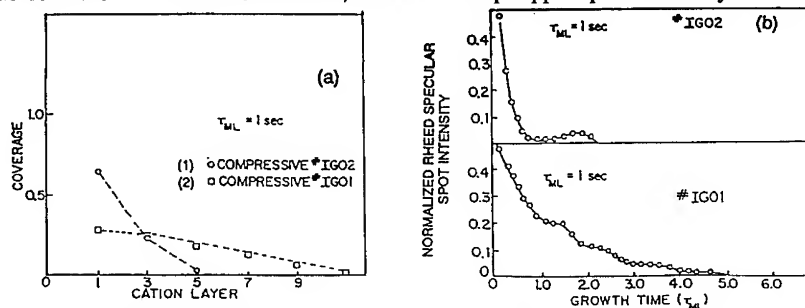 (a)
τML = 1 sec
(1) ○ COMPRESSIVE #IGO2
(2) □ COMPRESSIVE #IGO1
COVERAGE
1.0
0.5
0
1 3 5 7 9
CATION LAYER
(b)
τML = 1 sec
#IGO2
0.4
0.3
0.2
0.1
NORMALIZED RHEED SPECULAR
SPOT INTENSITY
τML = 1 sec
# IGO1
0.4
0.3
0.2
0.1
0
0 1.0 2.0 3.0 4.0 5.0 6.0
GROWTH TIME (τML)